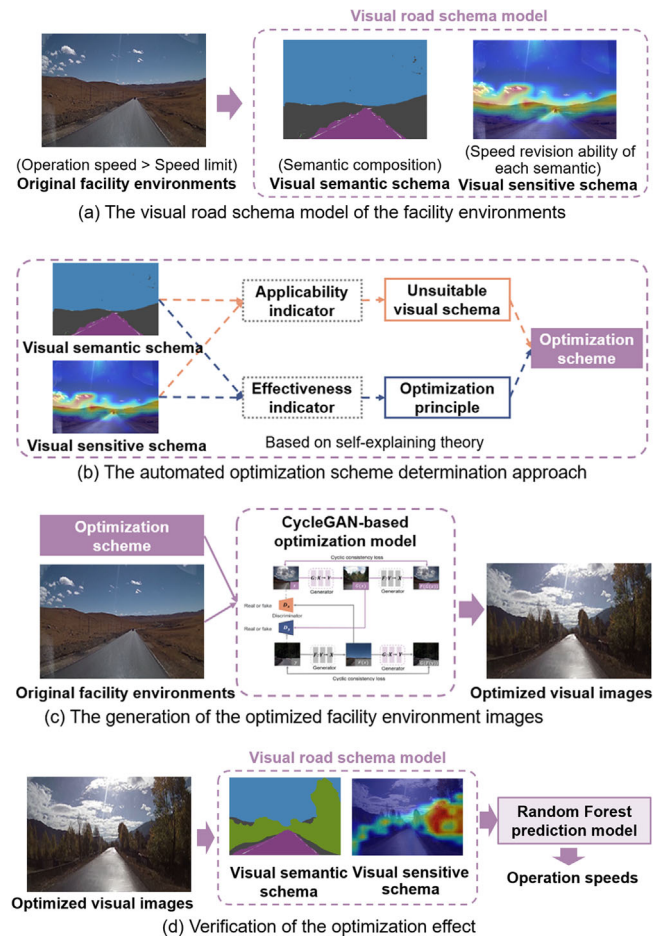 Visual road schema model
(Operation speed > Speed limit)
Original facility environments
(Semantic composition)
Visual semantic schema
(Speed revision ability of
each semantic)
Visual sensitive schema
(a) The visual road schema model of the facility environments
Visual semantic schema
Visual sensitive schema
Applicability
indicator
Unsuitable
visual schema
Effectiveness
indicator
Optimization
principle
Optimization
scheme
Based on self-explaining theory
(b) The automated optimization scheme determination approach
Optimization
scheme
Original facility environments
CycleGAN-based
optimization model
Cyclic consistency loss
Generator
Generator
Real or fake
Discriminator
Real or fake
Generator
Generator
Cyclic consistency loss
Optimized visual images
(c) The generation of the optimized facility environment images
Visual road schema model
Optimized visual images
Visual semantic
schema
Visual sensitive
schema
Random Forest
prediction model
Operation speeds
(d) Verification of the optimization effect